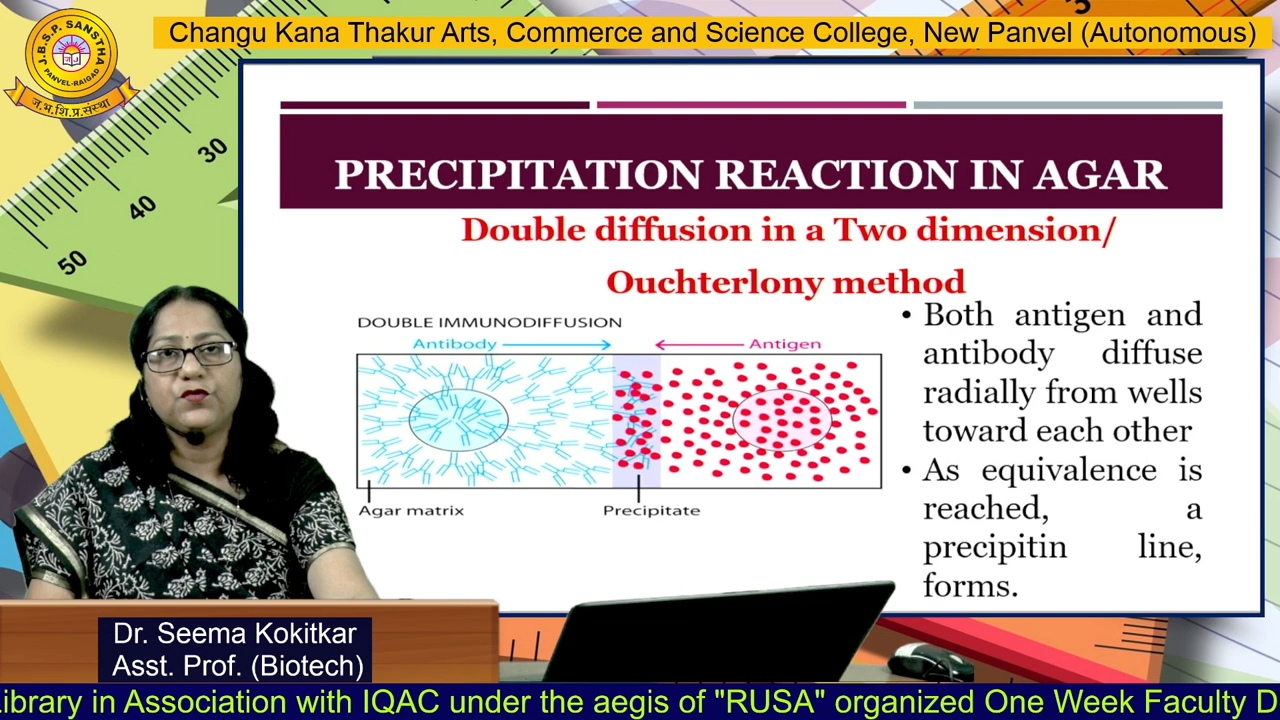 Changu Kana Thakur Arts, Commerce and Science College, New Panvel (Autonomous)
J.B.S.P. SANSTHA
PANVEL-RAIGAD
ज.भ.शि.प्र.संस्था
30
40
50
PRECIPITATION REACTION IN AGAR
Double diffusion in a Two dimension/
Ouchterlony method
DOUBLE IMMUNODIFFUSION
Antibody
Antigen
Agar matrix
Precipitate
• Both antigen and
antibody diffuse
radially from wells
toward each other
• As equivalence is
reached, a
precipitin line,
forms.
Dr. Seema Kokitkar
Asst. Prof. (Biotech)
Library in Association with IQAC under the aegis of "RUSA" organized One Week Faculty D